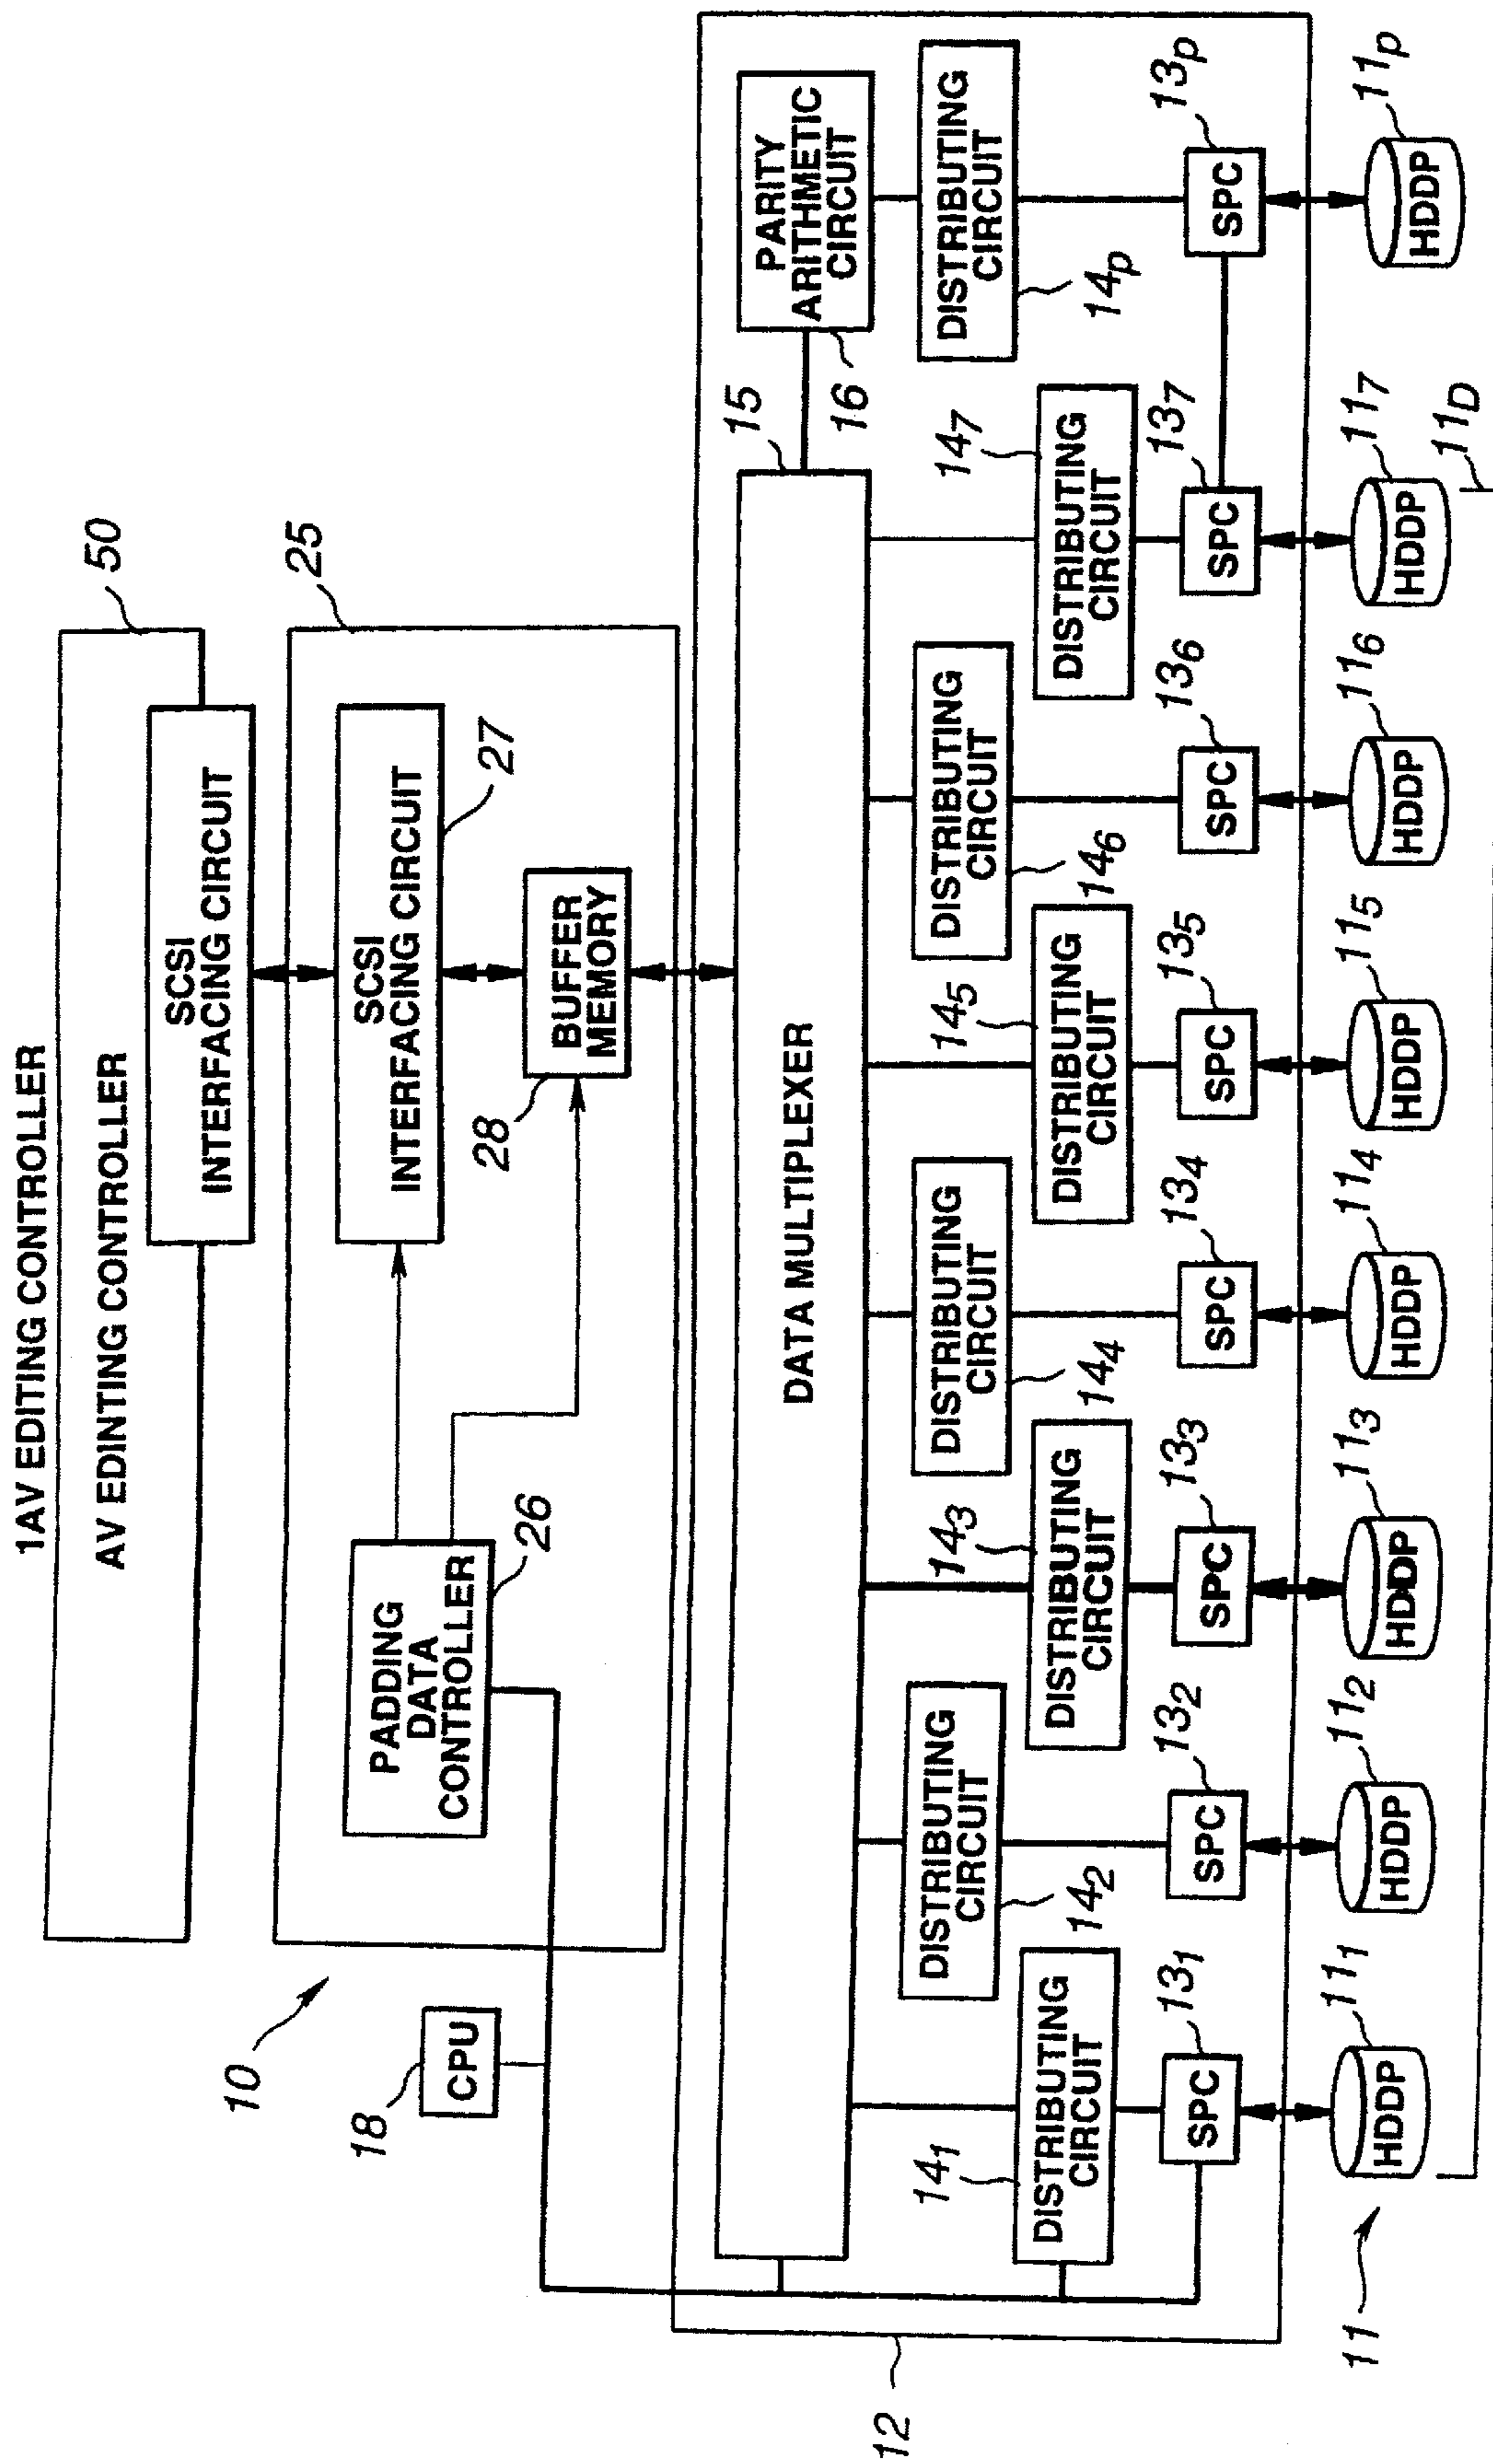 1AV EDITING CONTROLLER
AV EDINTING CONTROLLER
50
SCSI
INTERFACING CIRCUIT
10
25
SCSI
INTERFACING CIRCUIT
27
PADDING
DATA
CONTROLLER
26
28
BUFFER
MEMORY
18
CPU
12
15
DATA MULTIPLEXER
PARITY
ARITHMETIC
CIRCUIT
16
14₁
DISTRIBUTING
CIRCUIT
DISTRIBUTING
CIRCUIT
14₂
14₃
DISTRIBUTING
CIRCUIT
DISTRIBUTING
CIRCUIT
14₄
14₅
DISTRIBUTING
CIRCUIT
DISTRIBUTING
CIRCUIT
14₆
14₇
DISTRIBUTING
CIRCUIT
DISTRIBUTING
CIRCUIT
14p
SPC
13₁
SPC
13₂
SPC
13₃
SPC
13₄
SPC
13₅
SPC
13₆
SPC
13₇
SPC
13p
11
HDDP
11₁
HDDP
11₂
HDDP
11₃
HDDP
11₄
HDDP
11₅
HDDP
11₆
HDDP
11₇
HDDP
11p
11D